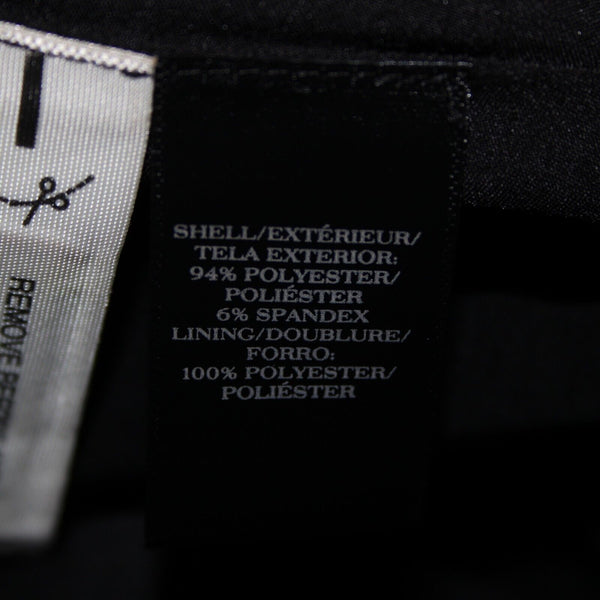 SHELL/EXTÉRIEUR/
TELA EXTERIOR:
94% POLYESTER/
POLIÉSTER
6% SPANDEX
LINING/DOUBLURE/
FORRO:
100% POLYESTER/
POLIÉSTER
REMOVE